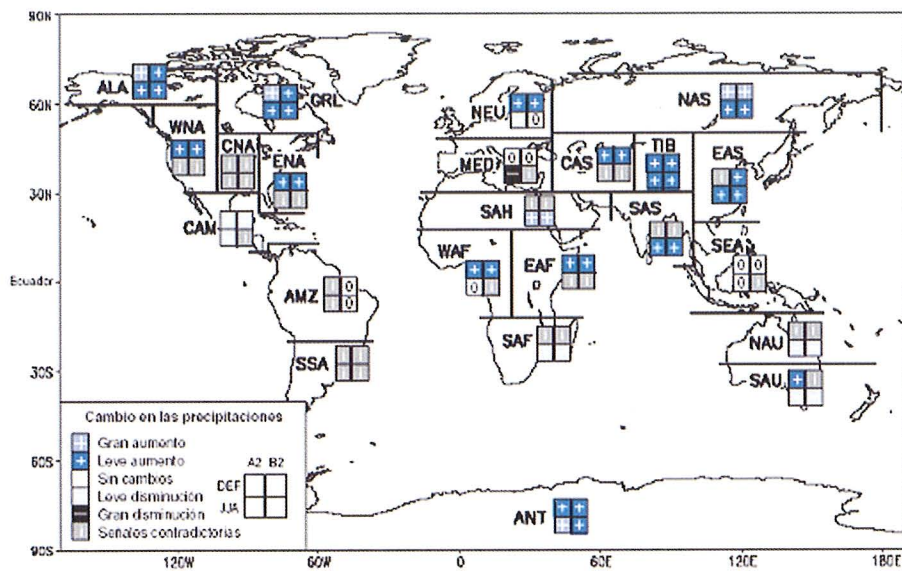 90N
60N
30N
Ecuador
30S
60S
90S
120W
60W
0
60E
120E
180E
ALA
GRL
WNA
CNA
ENA
CAM
AMZ
SSA
NEU
MED
SAH
WAF
EAF
SAF
NAS
CAS
TIB
EAS
SAS
SEA
NAU
SAU
ANT
Cambio en las precipitaciones
Gran aumento
Leve aumento
Sin cambios
Leve disminución
Gran disminución
Señales contradictorias
A2 B2
DEF
JJA